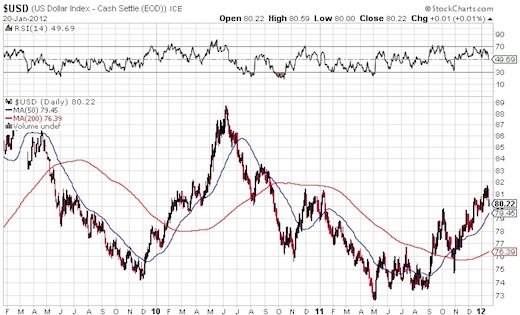 $USD (US Dollar Index - Cash Settle (EOD)) ICE © StockCharts.com
20-Jan-2012 Open 80.22 High 80.59 Low 80.00 Close 80.22 Chg +0.01 (+0.01%)
RSI(14) 49.69
90
70
49.69
30
10
$USD (Daily) 80.22
MA(50) 79.45
MA(200) 76.39
Volume undef
89
88
87
86
85
84
83
82
81
80.22
79.45
79
78
77
76.39
75
74
73
F M A M J J A S O N D 10 F M A M J J A S O N D 11 F M A M J J A S O N D 12